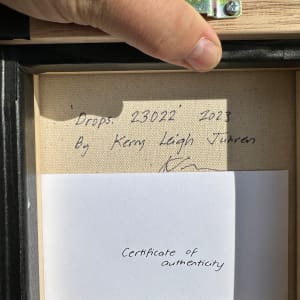 'Drops. 23022' 2023
By Kerry Leigh Juhren
Certificate of
authenticity